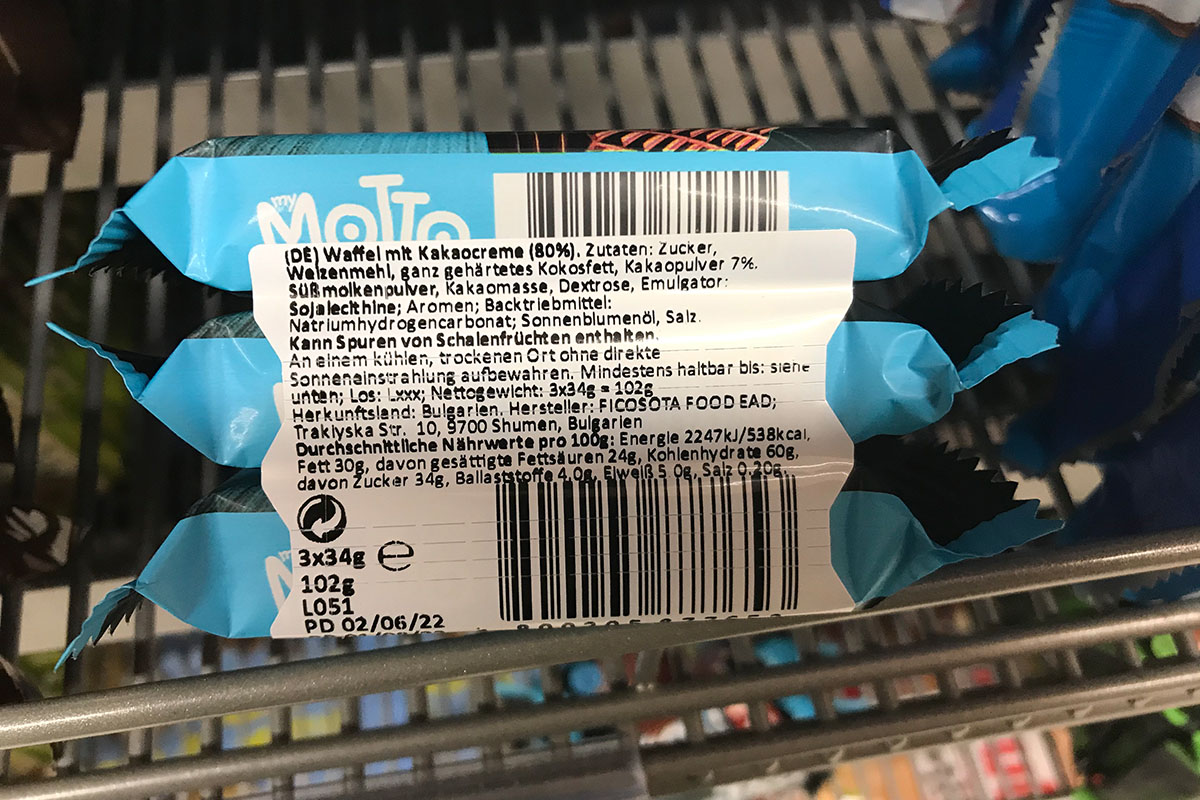 my
MOTTO
(DE) Waffel mit Kakaocreme (80%). Zutaten: Zucker,
Weizenmehl, ganz gehärtetes Kokosfett, Kakaopulver 7%.
Süßmolkenpulver, Kakaomasse, Dextrose, Emulgator:
Sojalecithine; Aromen; Backtriebmittel:
Natriumhydrogencarbonat; Sonnenblumenöl, Salz.
Kann Spuren von Schalenfrüchten enthalten.
An einem kühlen, trockenen Ort ohne direkte
Sonneneinstrahlung aufbewahren. Mindestens haltbar bis: siehe
unten; Los: Lxxx; Nettogewicht: 3x34g = 102g
Herkunftsland: Bulgarien. Hersteller: FICOSOTA FOOD EAD;
Trakiyska Str. 10, 9700 Shumen, Bulgarien
Durchschnittliche Nährwerte pro 100g: Energie 2247kJ/538kcal,
Fett 30g, davon gesättigte Fettsäuren 24g, Kohlenhydrate 60g,
davon Zucker 34g, Ballaststoffe 4,0g, Eiweiß 5 0g, Salz 0.20g.
3x34g e
102g
L051
PD 02/06/22